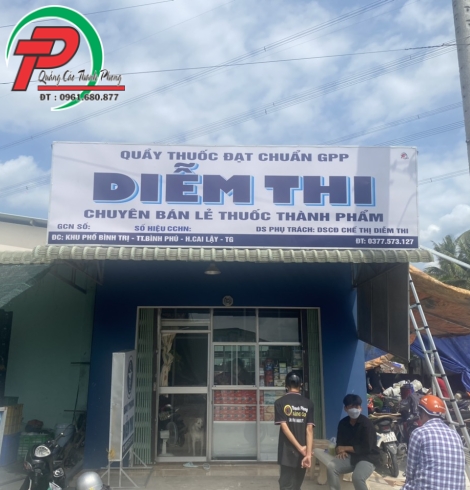 TP
Quảng Cáo Thanh Phong
ĐT : 0961.680.877
QUẦY THUỐC ĐẠT CHUẨN GPP
DIỄM THI
CHUYÊN BÁN LẺ THUỐC THÀNH PHẨM
GCN SỐ: SỐ HIỆU CCHN: DS PHỤ TRÁCH: DSCĐ CHẾ THỊ DIỄM THI
ĐC: KHU PHỐ BÌNH TRỊ - TT.BÌNH PHÚ - H.CAI LẬY - TG ĐT: 0377.573.127